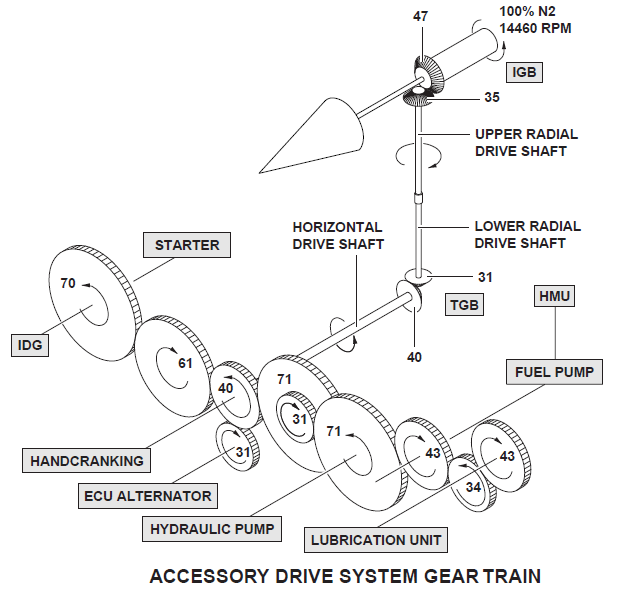 47
100% N2
14460 RPM
IGB
35
UPPER RADIAL
DRIVE SHAFT
HORIZONTAL
DRIVE SHAFT
LOWER RADIAL
DRIVE SHAFT
STARTER
70
31
TGB
HMU
IDG
61
40
40
71
FUEL PUMP
31
71
31
43
43
34
HANDCRANKING
ECU ALTERNATOR
HYDRAULIC PUMP
LUBRICATION UNIT
ACCESSORY DRIVE SYSTEM GEAR TRAIN